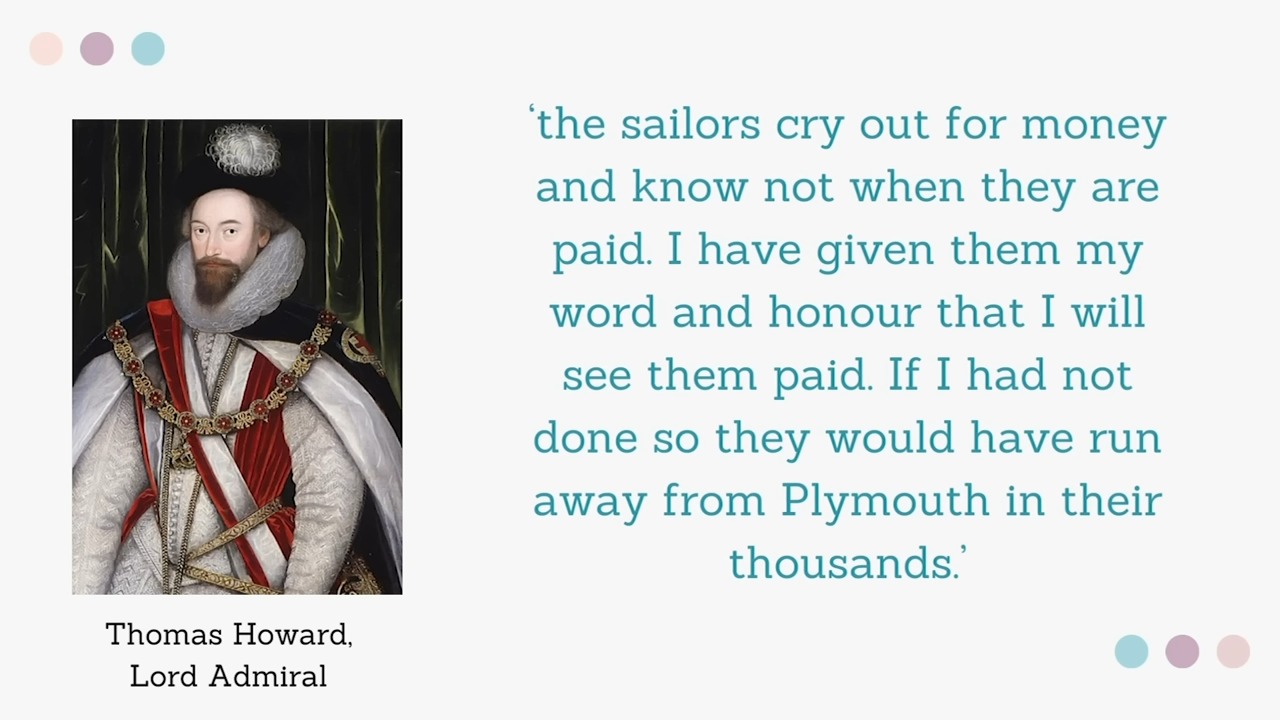 ‘the sailors cry out for money
and know not when they are
paid. I have given them my
word and honour that I will
see them paid. If I had not
done so they would have run
away from Plymouth in their
thousands.’
Thomas Howard,
Lord Admiral